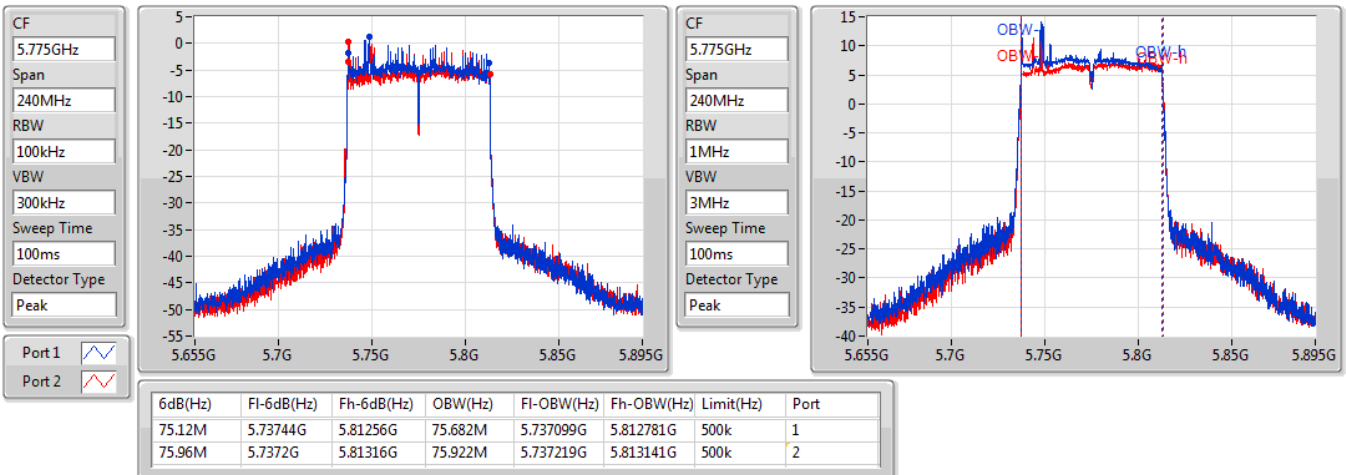 CF
5.775GHz
Span
240MHz
RBW
100kHz
VBW
300kHz
Sweep Time
100ms
Detector Type
Peak
Port 1
Port 2
5
0
-5
-10
-15
-20
-25
-30
-35
-40
-45
-50
-55
5.655G 5.7G 5.75G 5.8G 5.85G 5.895G
CF
5.775GHz
Span
240MHz
RBW
1MHz
VBW
3MHz
Sweep Time
100ms
Detector Type
Peak
15
10
5
0
-5
-10
-15
-20
-25
-30
-35
-40
OBW- OBW-h
OBW- OBW-h
5.655G 5.7G 5.75G 5.8G 5.85G 5.895G
6dB(Hz) Fl-6dB(Hz) Fh-6dB(Hz) OBW(Hz) Fl-OBW(Hz) Fh-OBW(Hz) Limit(Hz) Port
75.12M 5.73744G 5.81256G 75.682M 5.737099G 5.812781G 500k 1
75.96M 5.7372G 5.81316G 75.922M 5.737219G 5.813141G 500k 2